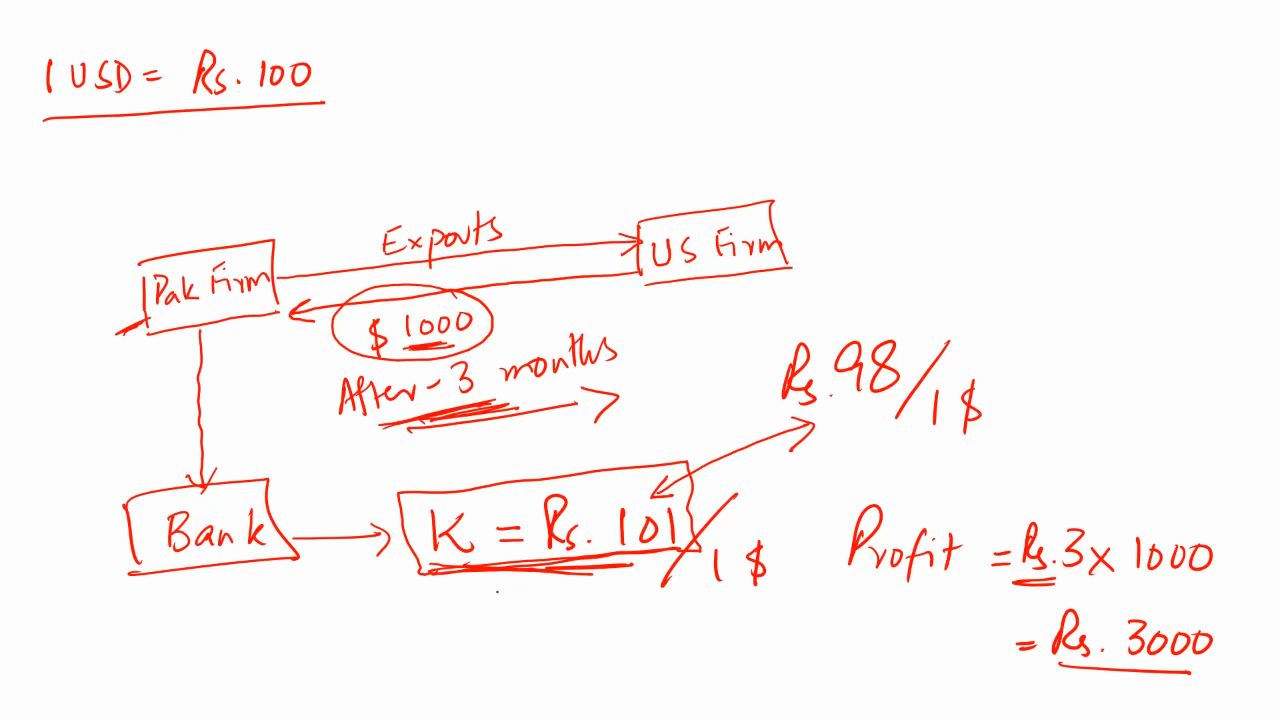 1 USD = Rs. 100
Exports
US Firm
Pak Firm
$ 1000
After - 3 months
Rs. 98/1 $
Bank
K = Rs. 101/1 $
Profit = Rs. 3 x 1000
= Rs. 3000